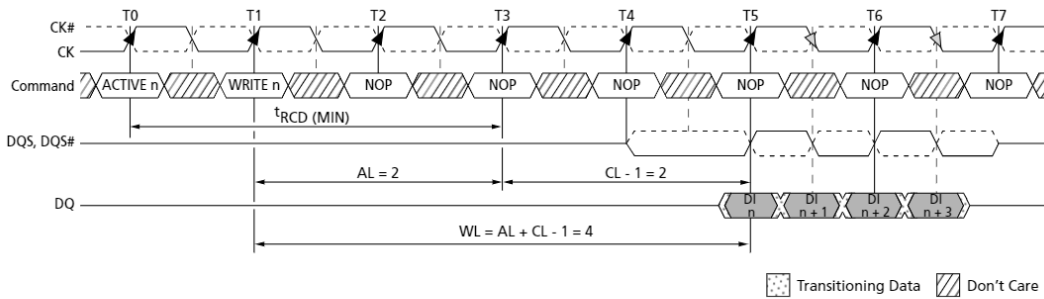 T0 T1 T2 T3 T4 T5 T6 T7
CK#
CK
Command ACTIVE n WRITE n NOP NOP NOP NOP NOP NOP
tRCD (MIN)
DQS, DQS#
AL = 2 CL - 1 = 2
DQ DI n DI n + 1 DI n + 2 DI n + 3
WL = AL + CL - 1 = 4
Transitioning Data Don't Care